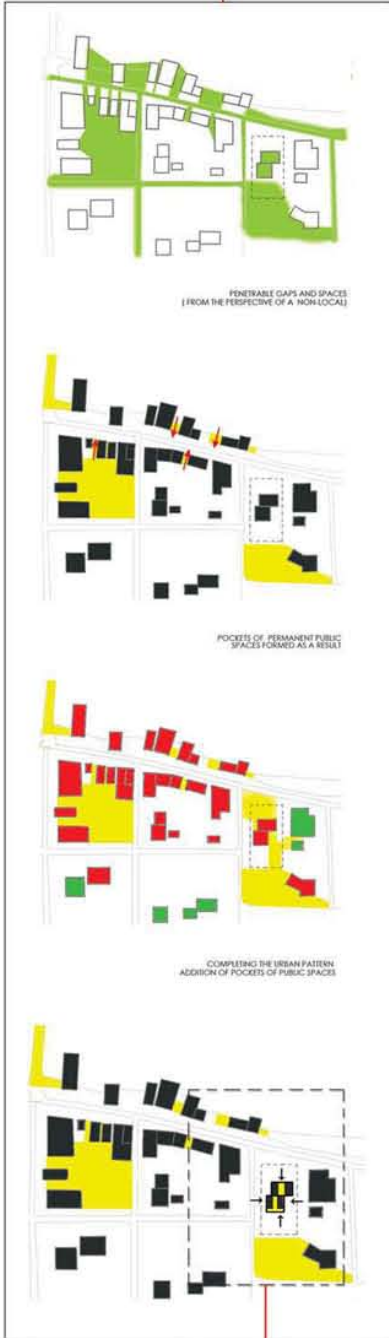 PENETRABLE GAPS AND SPACES
( FROM THE PERSPECTIVE OF A NON-LOCAL)
POCKETS OF PERMANENT PUBLIC
SPACES FORMED AS A RESULT
COMPLETING THE URBAN PATTERN
ADDITION OF POCKETS OF PUBLIC SPACES